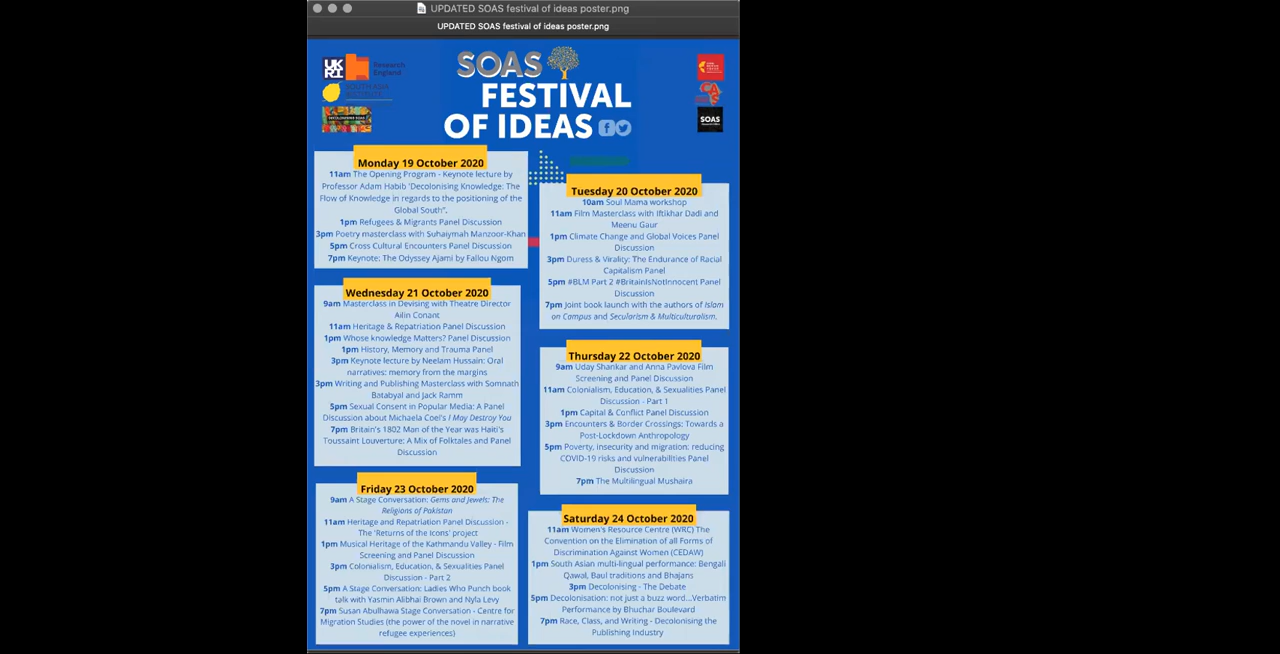 UPDATED SOAS festival of ideas poster.png
UPDATED SOAS festival of ideas poster.png
UK
RI
Research
England
SOUTH ASIA
DECOLONISING SOAS
SOAS
FESTIVAL
OF IDEAS
SOAS
Monday 19 October 2020
11am The Opening Program - Keynote lecture by
Professor Adam Habib 'Decolonising Knowledge: The
Flow of Knowledge in regards to the positioning of the
Global South".
1pm Refugees & Migrants Panel Discussion
3pm Poetry masterclass with Suhaiymah Manzoor-Khan
5pm Cross Cultural Encounters Panel Discussion
7pm Keynote: The Odyssey Ajami by Fallou Ngom
Tuesday 20 October 2020
10am Soul Mama workshop
11am Film Masterclass with Iftikhar Dadi and
Meenu Gaur
1pm Climate Change and Global Voices Panel
Discussion
3pm Duress & Virality: The Endurance of Racial
Capitalism Panel
5pm #BLM Part 2 #BritainIsNotInnocent Panel
Discussion
7pm Joint book launch with the authors of Islam
on Campus and Secularism & Multiculturalism.
Wednesday 21 October 2020
9am Masterclass in Devising with Theatre Director
Ailin Conant
11am Heritage & Repatriation Panel Discussion
1pm Whose knowledge Matters? Panel Discussion
1pm History, Memory and Trauma Panel
3pm Keynote lecture by Neelam Hussain: Oral
narratives: memory from the margins
3pm Writing and Publishing Masterclass with Somnath
Batabyal and Jack Ramm
5pm Sexual Consent in Popular Media: A Panel
Discussion about Michaela Coel's I May Destroy You
7pm Britain's 1802 Man of the Year was Haiti's
Toussaint Louverture: A Mix of Folktales and Panel
Discussion
Thursday 22 October 2020
9am Uday Shankar and Anna Pavlova Film
Screening and Panel Discussion
11am Colonialism, Education, & Sexualities Panel
Discussion - Part 1
1pm Capital & Conflict Panel Discussion
3pm Encounters & Border Crossings: Towards a
Post-Lockdown Anthropology
5pm Poverty, insecurity and migration: reducing
COVID-19 risks and vulnerabilities Panel
Discussion
7pm The Multilingual Mushaira
Friday 23 October 2020
9am A Stage Conversation: Gems and Jewels: The
Religions of Pakistan
11am Heritage and Repatriation Panel Discussion -
The 'Returns of the Icons' project
1pm Musical Heritage of the Kathmandu Valley - Film
Screening and Panel Discussion
3pm Colonialism, Education, & Sexualities Panel
Discussion - Part 2
5pm A Stage Conversation: Ladies Who Punch book
talk with Yasmin Alibhai Brown and Nyla Levy
7pm Susan Abulhawa Stage Conversation - Centre for
Migration Studies (the power of the novel in narrative
refugee experiences)
Saturday 24 October 2020
11am Women's Resource Centre (WRC) The
Convention on the Elimination of all Forms of
Discrimination Against Women (CEDAW)
1pm South Asian multi-lingual performance: Bengali
Qawal, Baul traditions and Bhajans
3pm Decolonising - The Debate
5pm Decolonisation: not just a buzz word...Verbatim
Performance by Bhuchar Boulevard
7pm Race, Class, and Writing - Decolonising the
Publishing Industry